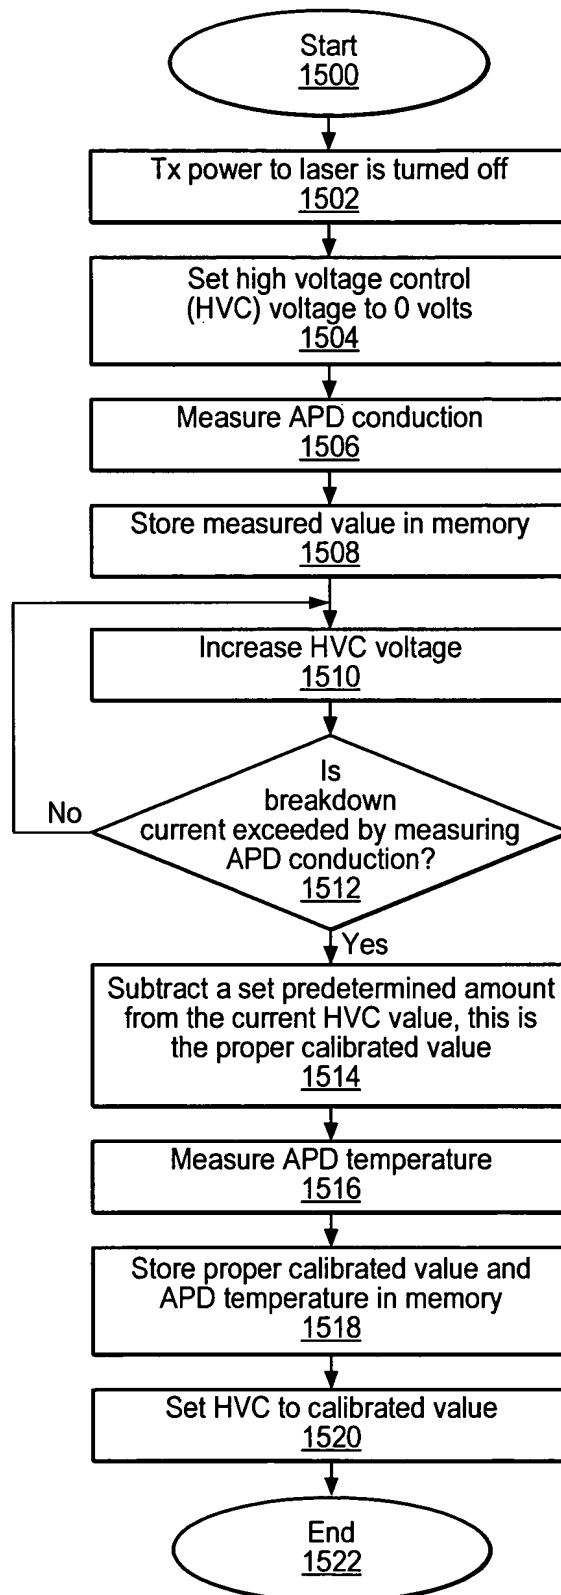 Start
1500
Tx power to laser is turned off
1502
Set high voltage control
(HVC) voltage to 0 volts
1504
Measure APD conduction
1506
Store measured value in memory
1508
Increase HVC voltage
1510
Is
breakdown
current exceeded by measuring
APD conduction?
1512
No
Yes
Subtract a set predetermined amount
from the current HVC value, this is
the proper calibrated value
1514
Measure APD temperature
1516
Store proper calibrated value and
APD temperature in memory
1518
Set HVC to calibrated value
1520
End
1522